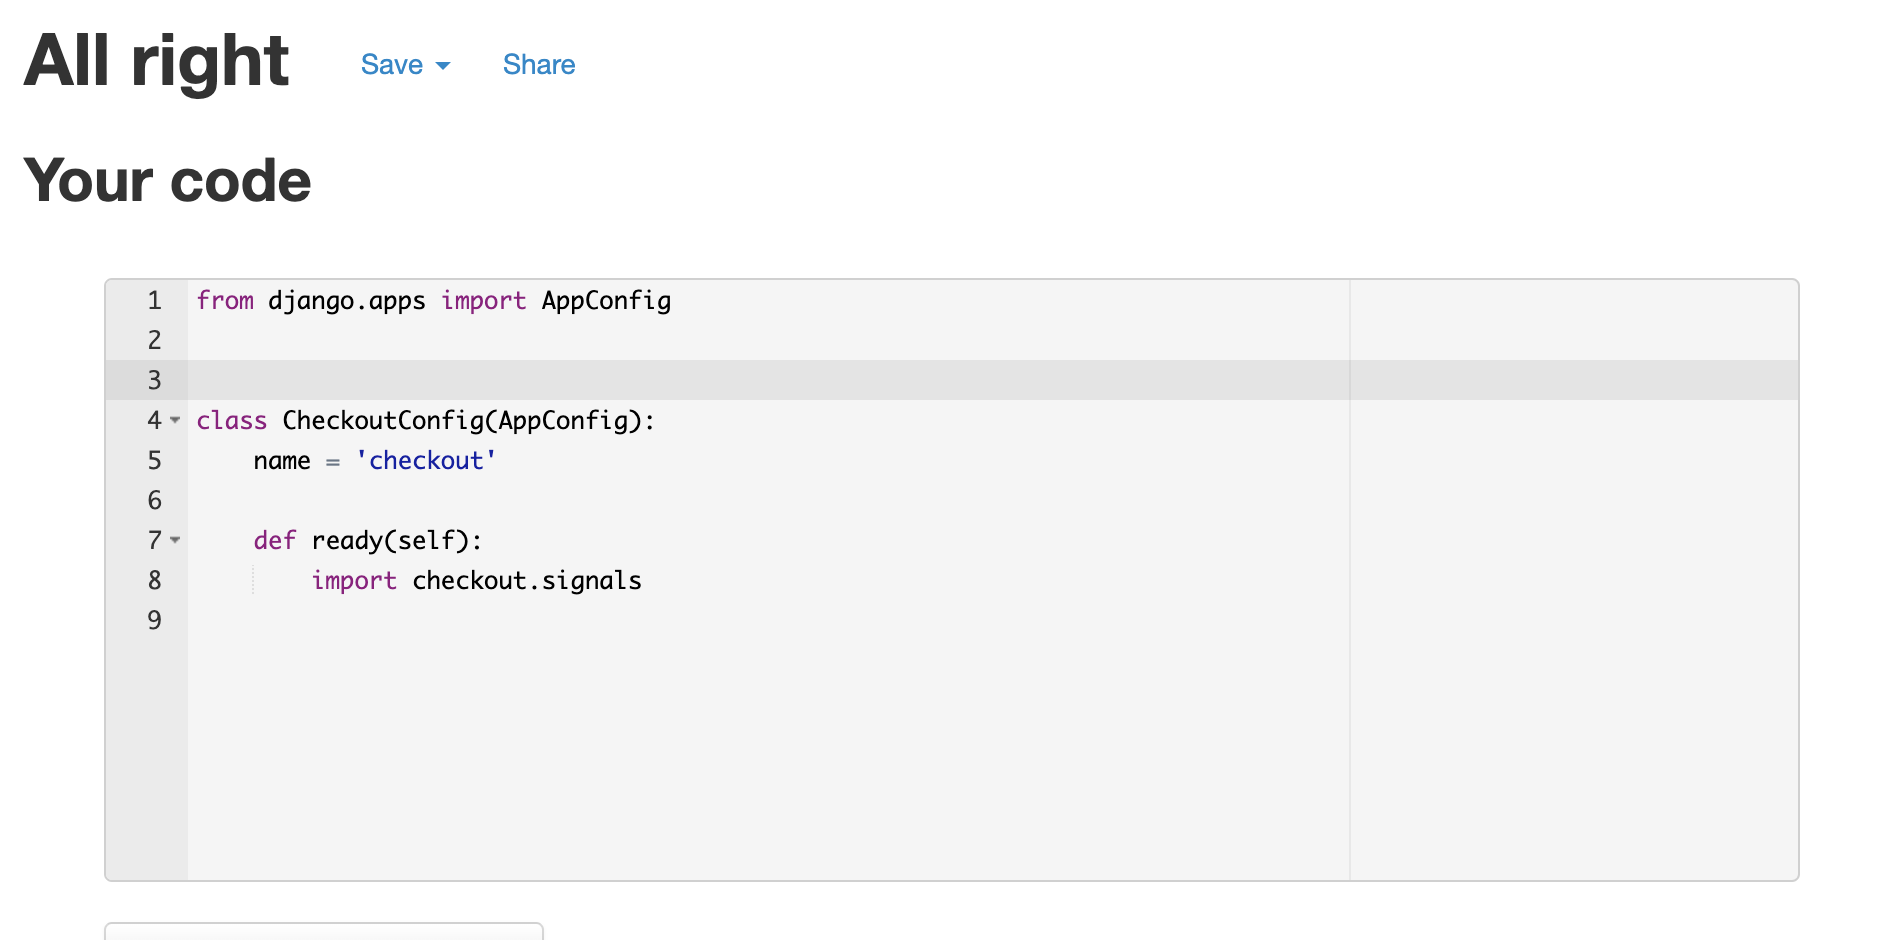 All right
Save
Share
Your code
1 from django.apps import AppConfig
2
3
4 class CheckoutConfig(AppConfig):
5     name = 'checkout'
6
7     def ready(self):
8         import checkout.signals
9